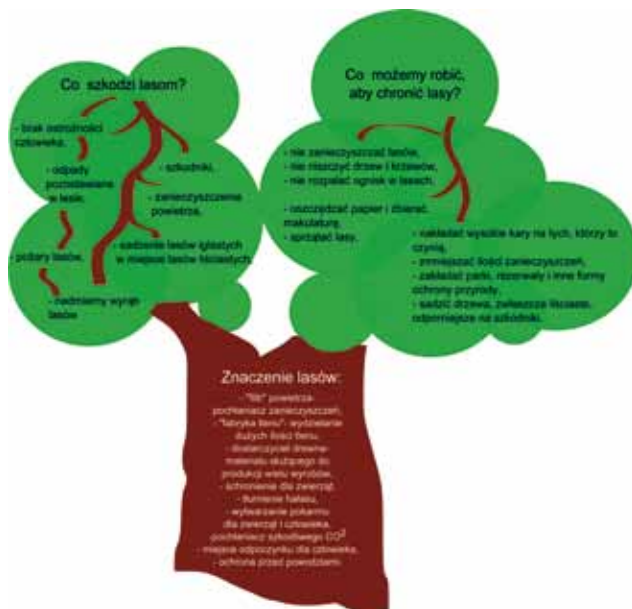 Co szkodzi lasom?
- brak ostrożności
człowieka,
- odpady
pozostawiane
w lesie,
- pożary lasów,
- nadmierny wyrąb
lasów
- szkodniki,
- zanieczyszczenie
powietrza,
- sadzenie lasów iglastych
w miejsce lasów liściastych.
Co możemy robić,
aby chronić lasy?
- nie zanieczyszczać lasów,
- nie niszczyć drzew i krzewów,
- nie rozpalać ognisk w lasach,
- oszczędzać papier i zbierać
makulaturę,
- sprzątać lasy,
- nakładać wysokie kary na tych, którzy to
czynią,
- zmniejszać ilości zanieczyszczeń,
- zakładać parki, rezerwaty i inne formy
ochrony przyrody,
- sadzić drzewa, zwłaszcza liściaste,
odporniejsze na szkodniki.
Znaczenie lasów:
- "filtr" powietrza-
pochłaniacz zanieczyszczeń,
- "fabryka tlenu"- wydzielanie
dużych ilości tlenu,
- dostarczyciel drewna-
materiału służącego do
produkcji wielu wyrobów,
- schronienie dla zwierząt,
- tłumienie hałasu,
- wytwarzanie pokarmu
dla zwierząt i człowieka,
pochłaniacz szkodliwego CO²
- miejsce odpoczynku dla człowieka,
- ochrona przed powodziami.